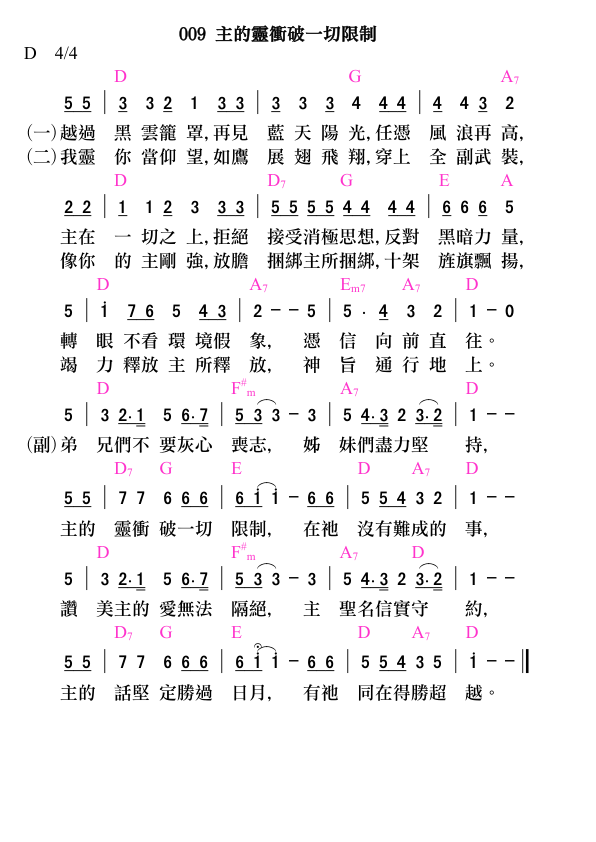 009 主的靈衝破一切限制
D 4/4
D G A7
5 5 | 3 3 2 1 3 3 | 3 3 3 4 4 4 | 4 4 3 2
(一)越過 黑 雲籠 罩,再見 藍 天 陽 光,任憑 風 浪再 高,
(二)我靈 你 當仰 望,如鷹 展 翅 飛 翔,穿上 全 副武 裝,
D D7 G E A
2 2 | 1 1 2 3 3 3 | 5 5 5 5 4 4 4 4 | 6 6 6 5
主在 一 切之 上,拒絕 接受消極思想,反對 黑暗力 量,
像你 的 主剛 強,放膽 捆綁主所捆綁,十架 旌旗飄 揚,
D A7 Em7 A7 D
5 | i 7 6 5 4 3 | 2 - - 5 | 5 · 4 3 2 | 1 - 0
轉 眼 不看 環 境假 象, 憑 信 向 前 直 往。
竭 力 釋放 主 所釋 放, 神 旨 通 行 地 上。
D F#m A7 D
5 | 3 2· 1 5 6· 7 | 5 3 3 - 3 | 5 4· 3 2 3· 2 | 1 - -
(副)弟 兄們不 要灰心 喪志, 姊 妹們盡力堅 持,
D7 G E D A7 D
5 5 | 7 7 6 6 6 | 6 i i - 6 6 | 5 5 4 3 2 | 1 - -
主的 靈衝 破一切 限制, 在祂 沒有難成的 事,
D F#m A7 D
5 | 3 2· 1 5 6· 7 | 5 3 3 - 3 | 5 4· 3 2 3· 2 | 1 - -
讚 美主的 愛無法 隔絕, 主 聖名信實守 約,
D7 G E D A7 D
5 5 | 7 7 6 6 6 | 6 i i - 6 6 | 5 5 4 3 5 | i - - ‖
主的 話堅 定勝過 日月, 有祂 同在得勝超 越。